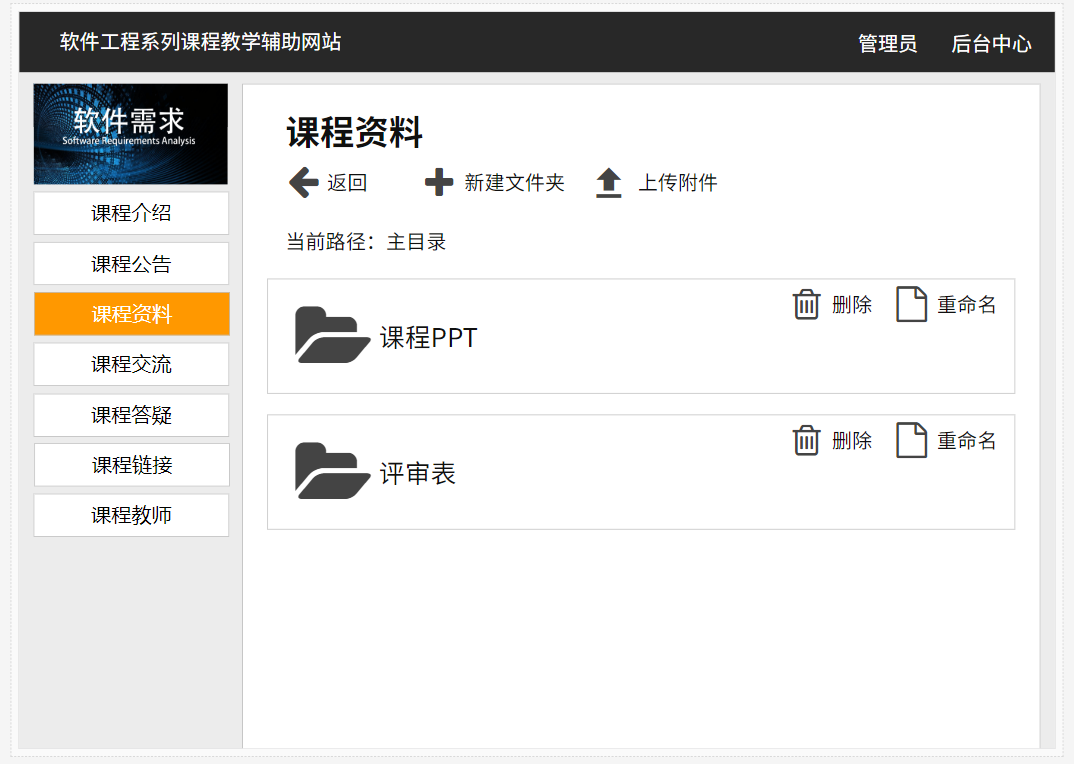 软件工程系列课程教学辅助网站
管理员
后台中心
软件需求
Software Requirements Analysis
课程介绍
课程公告
课程资料
课程交流
课程答疑
课程链接
课程教师
课程资料
返回
新建文件夹
上传附件
当前路径：主目录
课程PPT
删除
重命名
评审表
删除
重命名